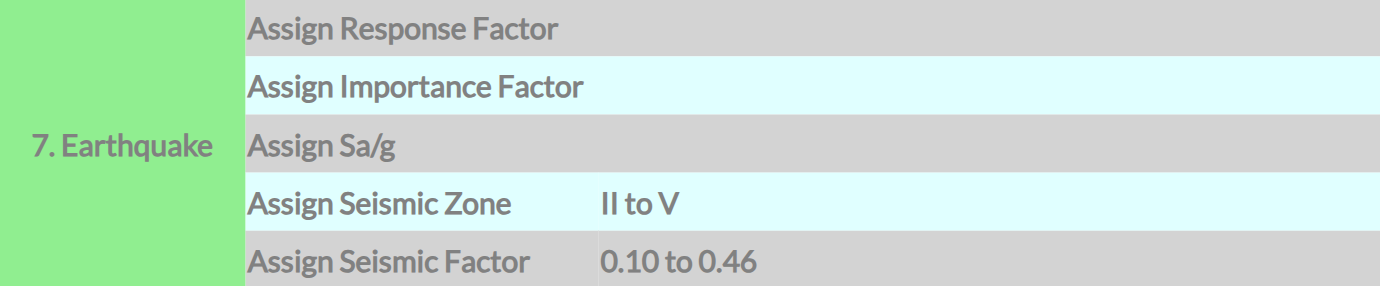 Assign Response Factor
Assign Importance Factor
7. Earthquake
Assign Sa/g
Assign Seismic Zone II to V
Assign Seismic Factor 0.10 to 0.46